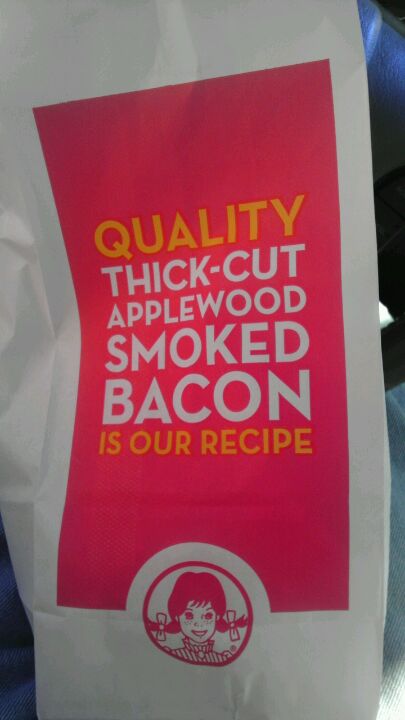 QUALITY
THICK-CUT
APPLEWOOD
SMOKED
BACON
IS OUR RECIPE
®